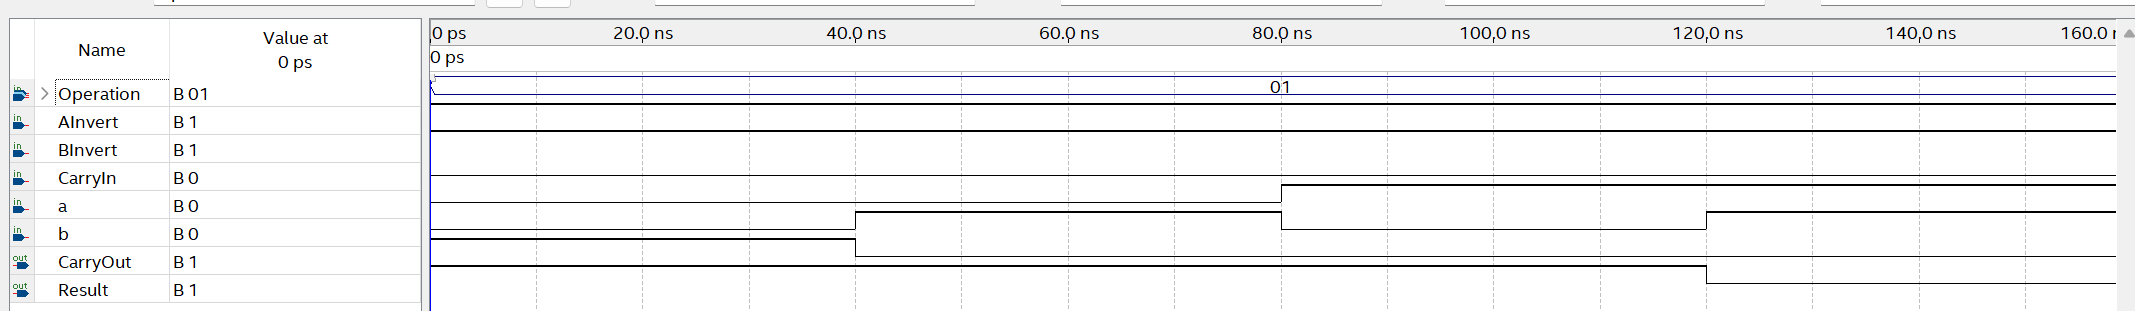 Name
Value at
0 ps
0 ps 20.0 ns 40.0 ns 60.0 ns 80.0 ns 100.0 ns 120.0 ns 140.0 ns 160.0
0 ps
in Operation B 01 01
in AInvert B 1
in BInvert B 1
in CarryIn B 0
in a B 0
in b B 0
out CarryOut B 1
out Result B 1